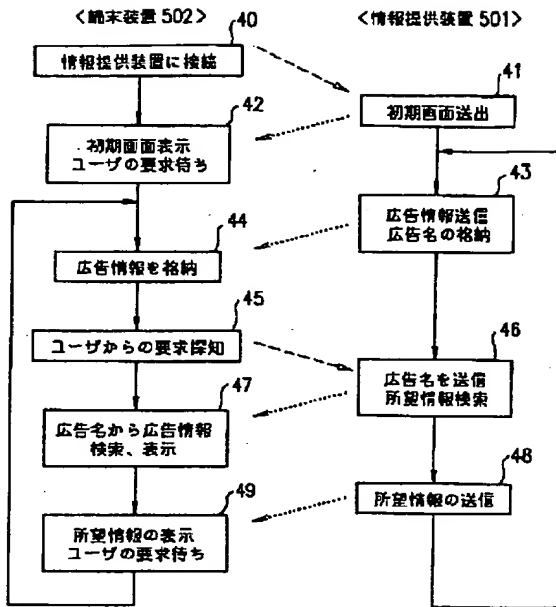 <端末装置 502>
<情報提供装置 501>
40
情報提供装置に接続
41
初期画面送出
42
初期画面表示
ユーザの要求待ち
43
広告情報送信
広告名の格納
44
広告情報を格納
45
ユーザからの要求探知
46
広告名を送信
所望情報検索
47
広告名から広告情報
検索、表示
48
所望情報の送信
49
所望情報の表示
ユーザの要求待ち